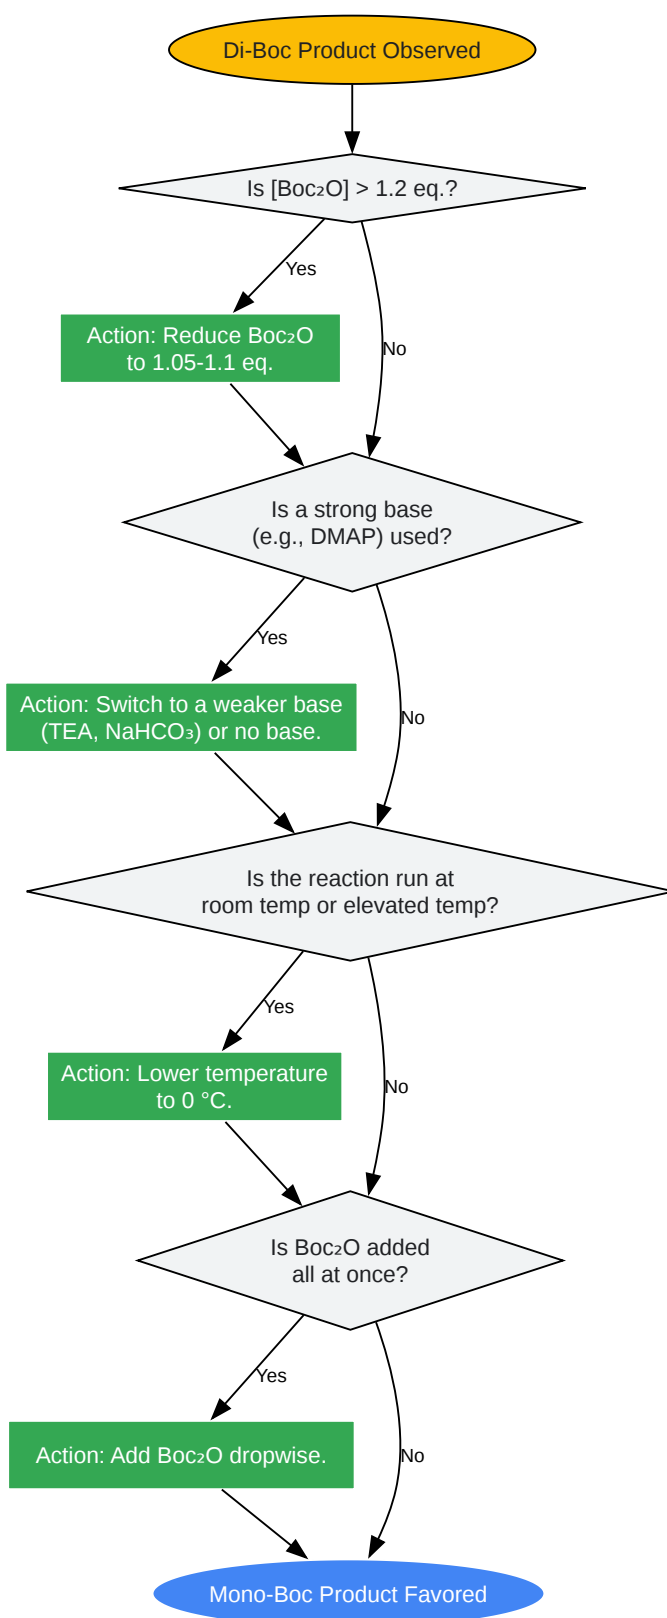 Di-Boc Product Observed
Is [Boc₂O] > 1.2 eq.?
Yes
Action: Reduce Boc₂O
to 1.05-1.1 eq.
No
Is a strong base
(e.g., DMAP) used?
Yes
Action: Switch to a weaker base
(TEA, NaHCO₃) or no base.
No
Is the reaction run at
room temp or elevated temp?
Yes
Action: Lower temperature
to 0 °C.
No
Is Boc₂O added
all at once?
Yes
Action: Add Boc₂O dropwise.
No
Mono-Boc Product Favored